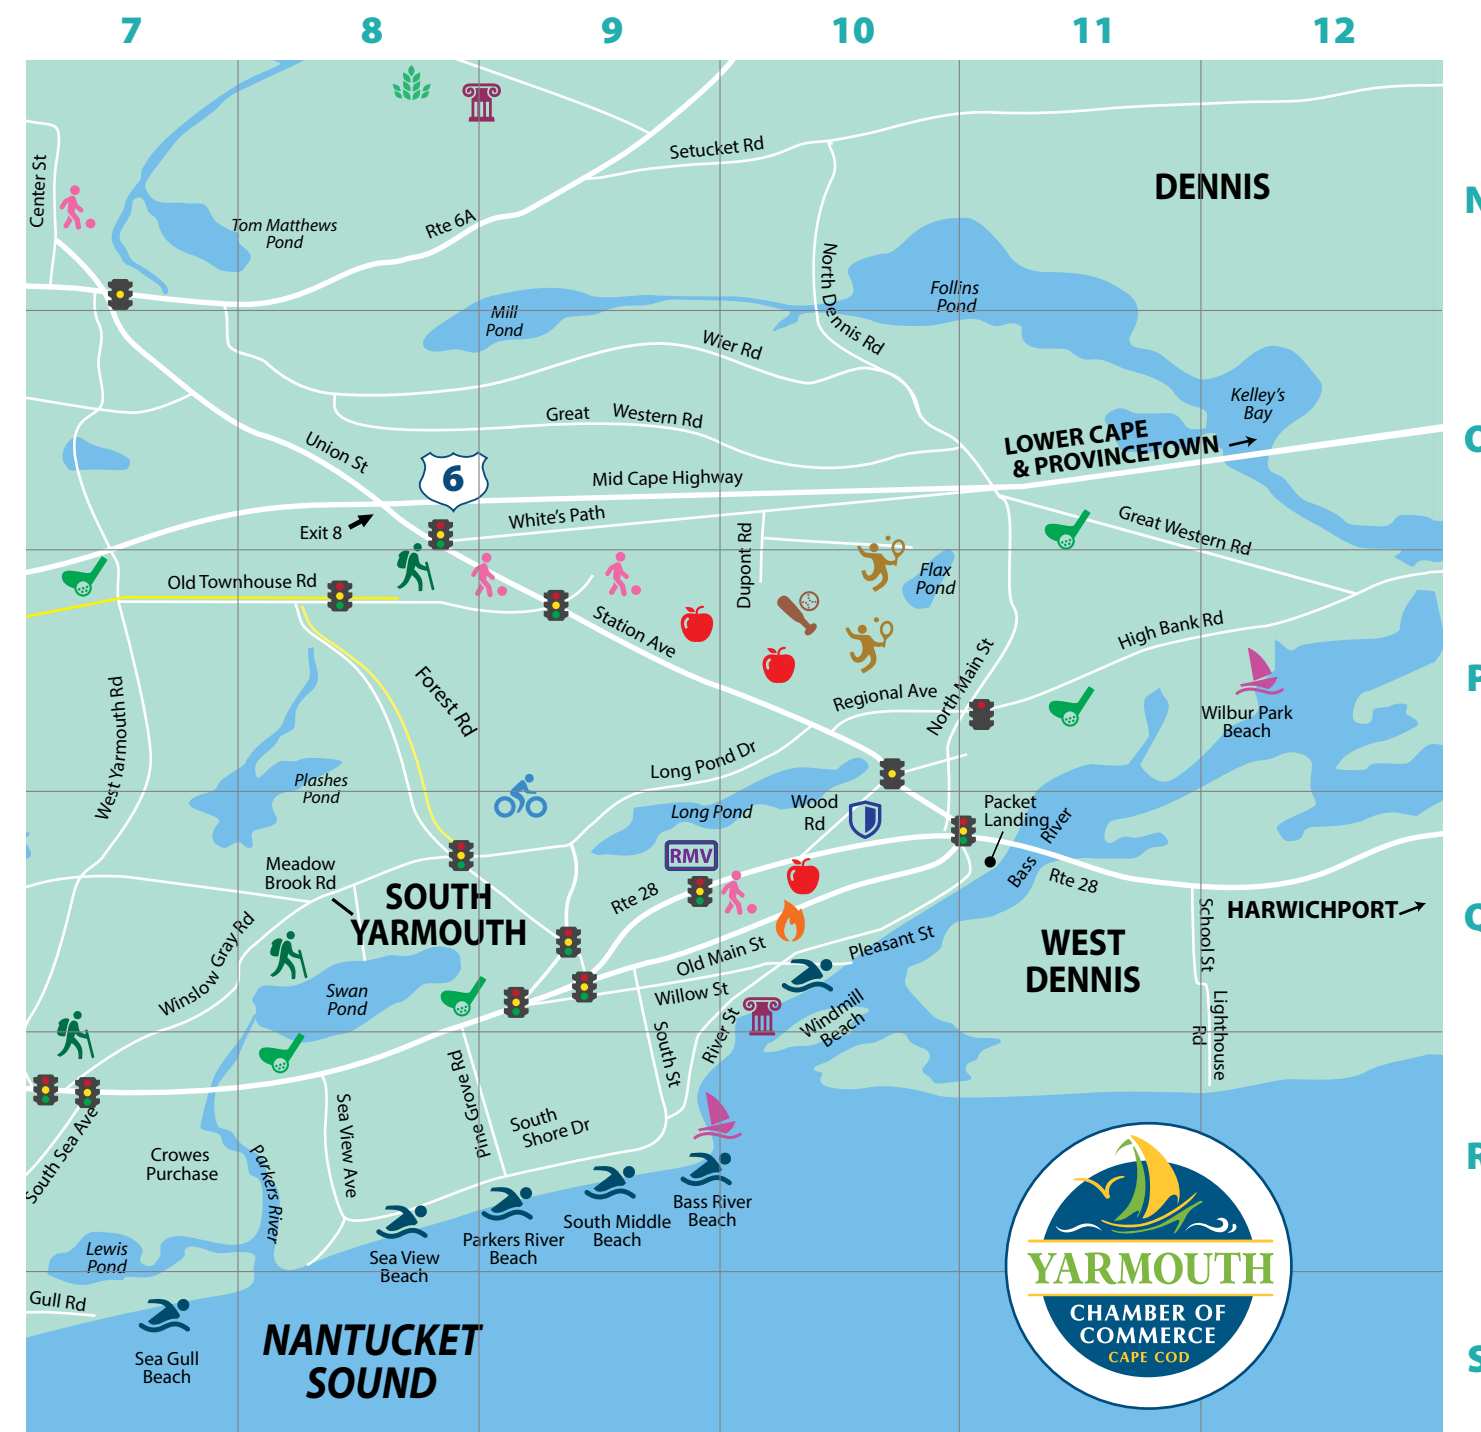 7 8 9 10 11 12
Center St
Setucket Rd
DENNIS
N
Tom Matthews
Pond
Rte 6A
North Dennis Rd
Follins
Pond
Mill
Pond
Wier Rd
Kelley's
Bay
Great Western Rd
LOWER CAPE
& PROVINCETOWN
O
Union St
6
Mid Cape Highway
Exit 8
White's Path
Dupont Rd
Great Western Rd
Old Townhouse Rd
Flax
Pond
Station Ave
High Bank Rd
P
West Yarmouth Rd
Forest Rd
Regional Ave
North Main St
Wilbur Park
Beach
Long Pond Dr
Plashes
Pond
Long Pond
Wood
Rd
Packet
Landing
Bass River
RMV
Meadow
Brook Rd
SOUTH
YARMOUTH
Rte 28
Rte 28
School St
HARWICHPORT
Q
Winslow Gray Rd
Old Main St
Pleasant St
WEST
DENNIS
Swan
Pond
Willow St
Windmill
Beach
Lighthouse
Rd
River St
South St
Pine Grove Rd
South Sea Ave
Sea View Ave
South
Shore Dr
Crowes
Purchase
Parkers River
R
Bass River
Beach
South Middle
Beach
Parkers River
Beach
Sea View
Beach
Lewis
Pond
Gull Rd
Sea Gull
Beach
NANTUCKET
SOUND
YARMOUTH
CHAMBER OF
COMMERCE
CAPE COD
S